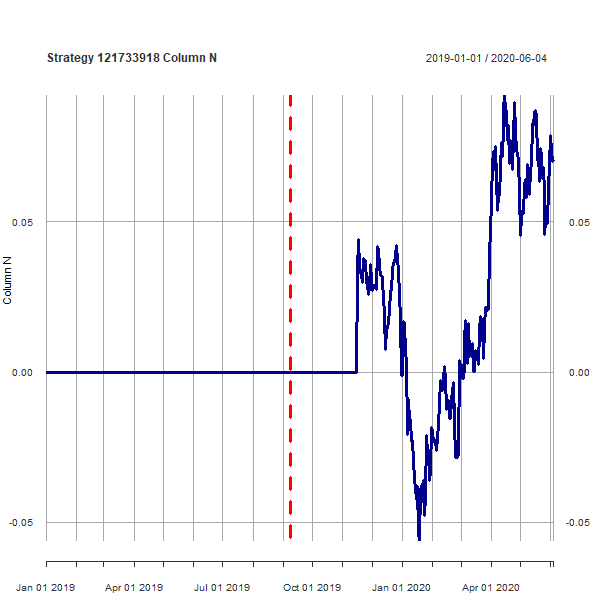 Strategy 121733918 Column N
2019-01-01 / 2020-06-04
0.05
0.05
Column N
0.00
0.00
-0.05
-0.05
Jan 01 2019
Apr 01 2019
Jul 01 2019
Oct 01 2019
Jan 01 2020
Apr 01 2020